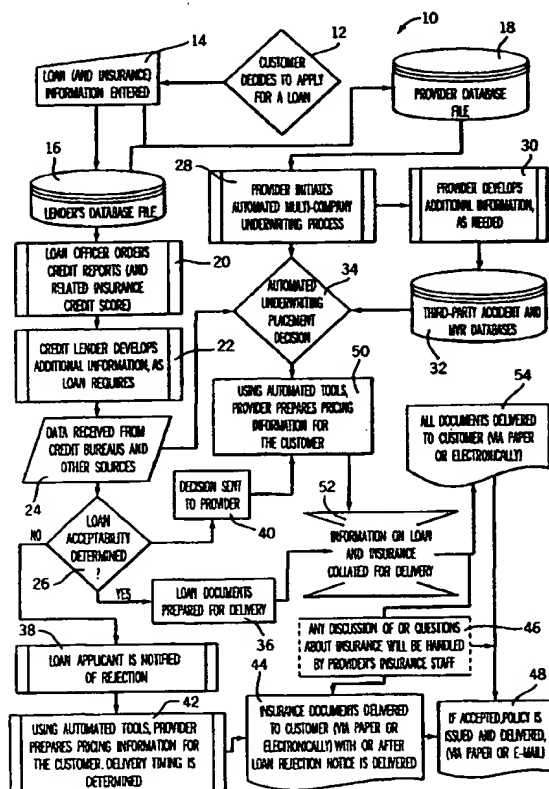 10
14
12
18
CUSTOMER
DECIDES TO APPLY
FOR A LOAN
LOAN (AND INSURANCE)
INFORMATION ENTERED
PROVIDER DATABASE
FILE
16
LENDER'S DATABASE FILE
28
PROVIDER INITIATES
AUTOMATED MULTI-COMPANY
UNDERWRITING PROCESS
30
PROVIDER DEVELOPS
ADDITIONAL INFORMATION,
AS NEEDED
LOAN OFFICER ORDERS
CREDIT REPORTS (AND
RELATED INSURANCE
CREDIT SCORE)
20
34
AUTOMATED
UNDERWRITING
PLACEMENT
DECISION
THIRD-PARTY ACCIDENT AND
MVR DATABASES
32
CREDIT LENDER DEVELOPS
ADDITIONAL INFORMATION, AS
LOAN REQUIRES
22
50
USING AUTOMATED TOOLS,
PROVIDER PREPARES PRICING
INFORMATION FOR
THE CUSTOMER
54
ALL DOCUMENTS DELIVERED
TO CUSTOMER (VIA PAPER
OR ELECTRONICALLY)
DATA RECEIVED FROM
CREDIT BUREAUS AND
OTHER SOURCES
24
DECISION SENT
TO PROVIDER
40
52
INFORMATION ON LOAN
AND INSURANCE
COLLATED FOR DELIVERY
NO
LOAN
ACCEPTABILITY
DETERMINED
?
26
YES
LOAN DOCUMENTS
PREPARED FOR DELIVERY
36
38
LOAN APPLICANT IS NOTIFIED
OF REJECTION
ANY DISCUSSION OF OR QUESTIONS
ABOUT INSURANCE WILL BE HANDLED
BY PROVIDER'S INSURANCE STAFF
46
42
USING AUTOMATED TOOLS, PROVIDER
PREPARES PRICING INFORMATION FOR
THE CUSTOMER. DELIVERY TIMING IS
DETERMINED
44
INSURANCE DOCUMENTS DELIVERED
TO CUSTOMER (VIA PAPER OR
ELECTRONICALLY) WITH OR AFTER
LOAN REJECTION NOTICE IS DELIVERED
48
IF ACCEPTED, POLICY IS
ISSUED AND DELIVERED,
(VIA PAPER OR E-MAIL)